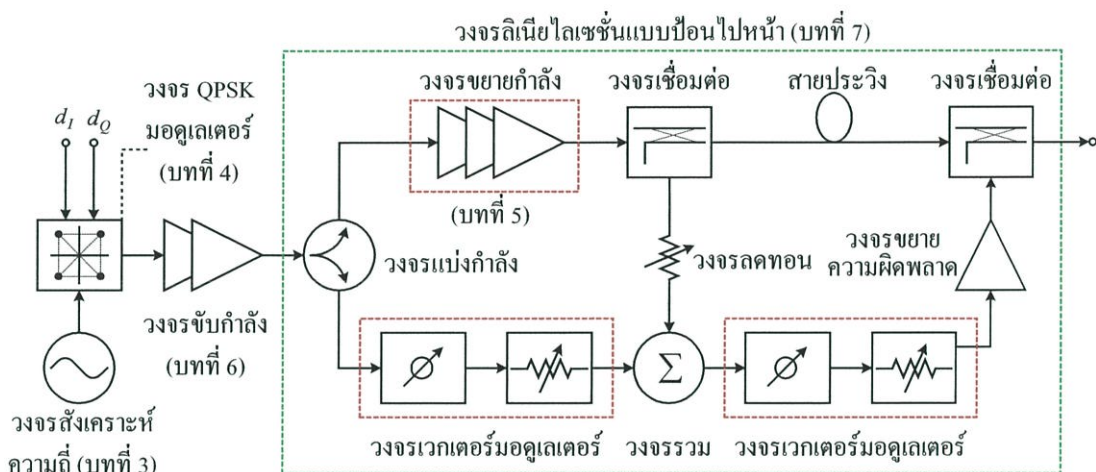 วงจรลิเนียไลเซชั่นแบบป้อนไปหน้า (บทที่ 7)
วงจร QPSK
มอดูเลเตอร์
(บทที่ 4)
d_I
d_Q
วงจรขยายกำลัง
(บทที่ 5)
วงจรเชื่อมต่อ
สายประวิง
วงจรเชื่อมต่อ
วงจรแบ่งกำลัง
วงจรลดทอน
วงจรขยาย
ความผิดพลาด
วงจรขับกำลัง
(บทที่ 6)
Σ
วงจรสังเคราะห์
ความถี่ (บทที่ 3)
วงจรเวกเตอร์มอดูเลเตอร์
วงจรรวม
วงจรเวกเตอร์มอดูเลเตอร์